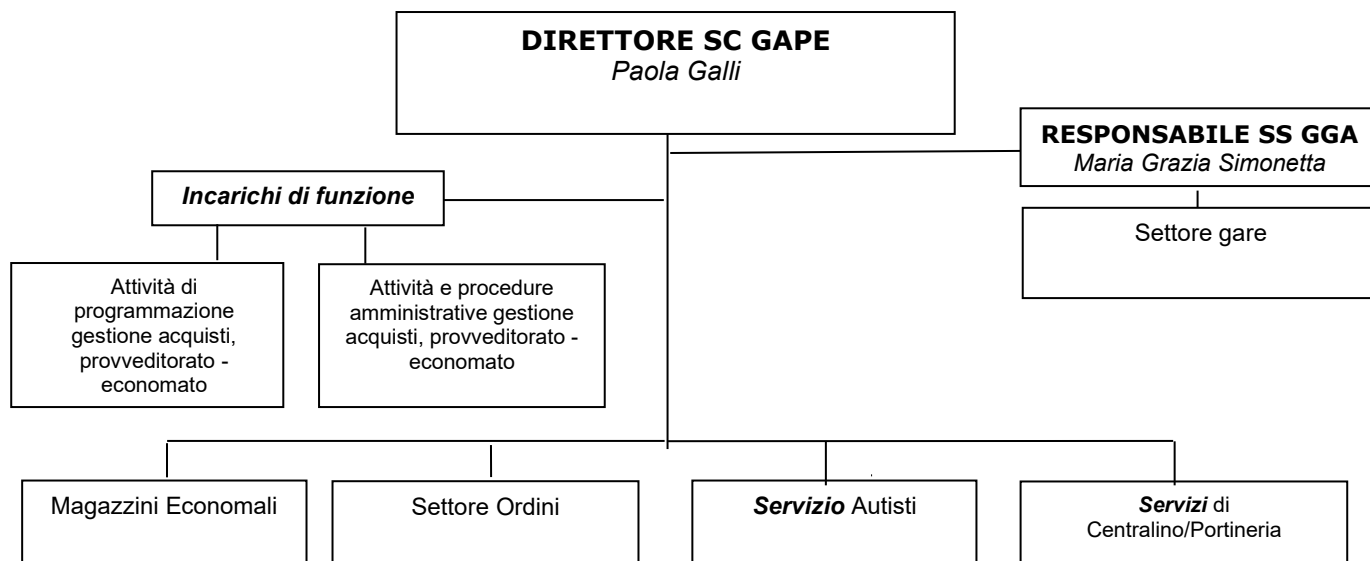 DIRETTORE SC GAPE
Paola Galli
RESPONSABILE SS GGA
Maria Grazia Simonetta
Incarichi di funzione
Settore gare
Attività di
programmazione
gestione acquisti,
provveditorato -
economato
Attività e procedure
amministrative gestione
acquisti, provveditorato -
economato
Magazzini Economali
Settore Ordini
Servizio Autisti
Servizi di
Centralino/Portineria